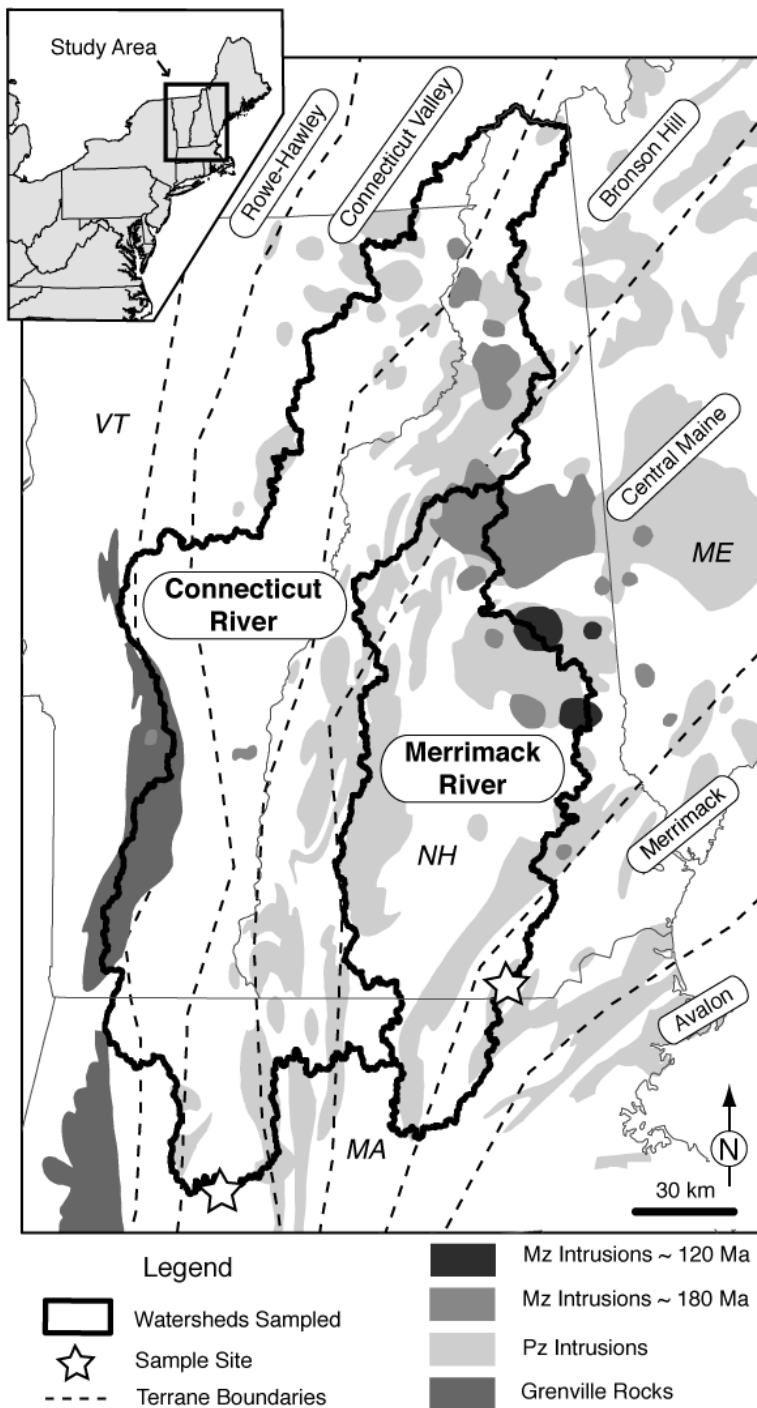 Study Area
Rowe-Hawley
Connecticut Valley
Bronson Hill
VT
Central Maine
ME
Connecticut
River
Merrimack
River
NH
Merrimack
Avalon
MA
N
30 km
Legend
Watersheds Sampled
Sample Site
Terrane Boundaries
Mz Intrusions ~ 120 Ma
Mz Intrusions ~ 180 Ma
Pz Intrusions
Grenville Rocks